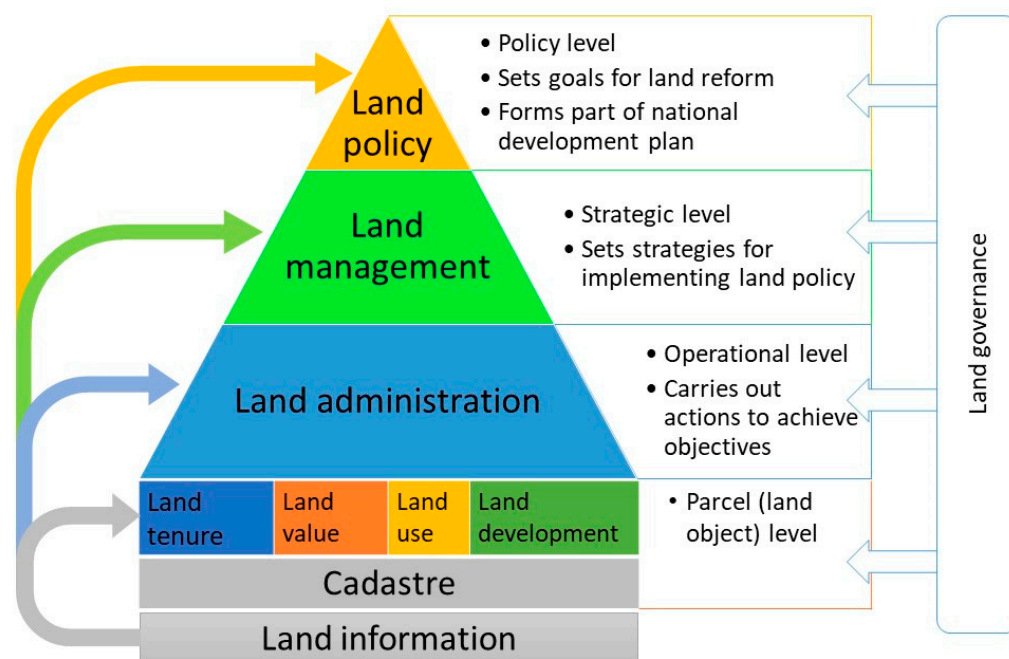 Land
policy
• Policy level
• Sets goals for land reform
• Forms part of national
development plan
Land
management
• Strategic level
• Sets strategies for
implementing land policy
Land administration
• Operational level
• Carries out
actions to achieve
objectives
Land
tenure
Land
value
Land
use
Land
development
• Parcel (land
object) level
Cadastre
Land information
Land governance